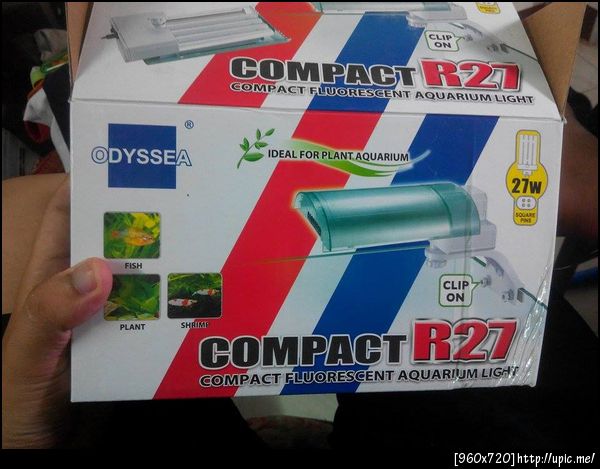 27W
CLIP
ON
COMPACT R27
COMPACT FLUORESCENT AQUARIUM LIGHT
ODYSSEA®
IDEAL FOR PLANT AQUARIUM
27W
SQUARE
PINS
FISH
CLIP
ON
PLANT
SHRIMP
COMPACT R27
COMPACT FLUORESCENT AQUARIUM LIGHT
[960x720]http://upic.me/